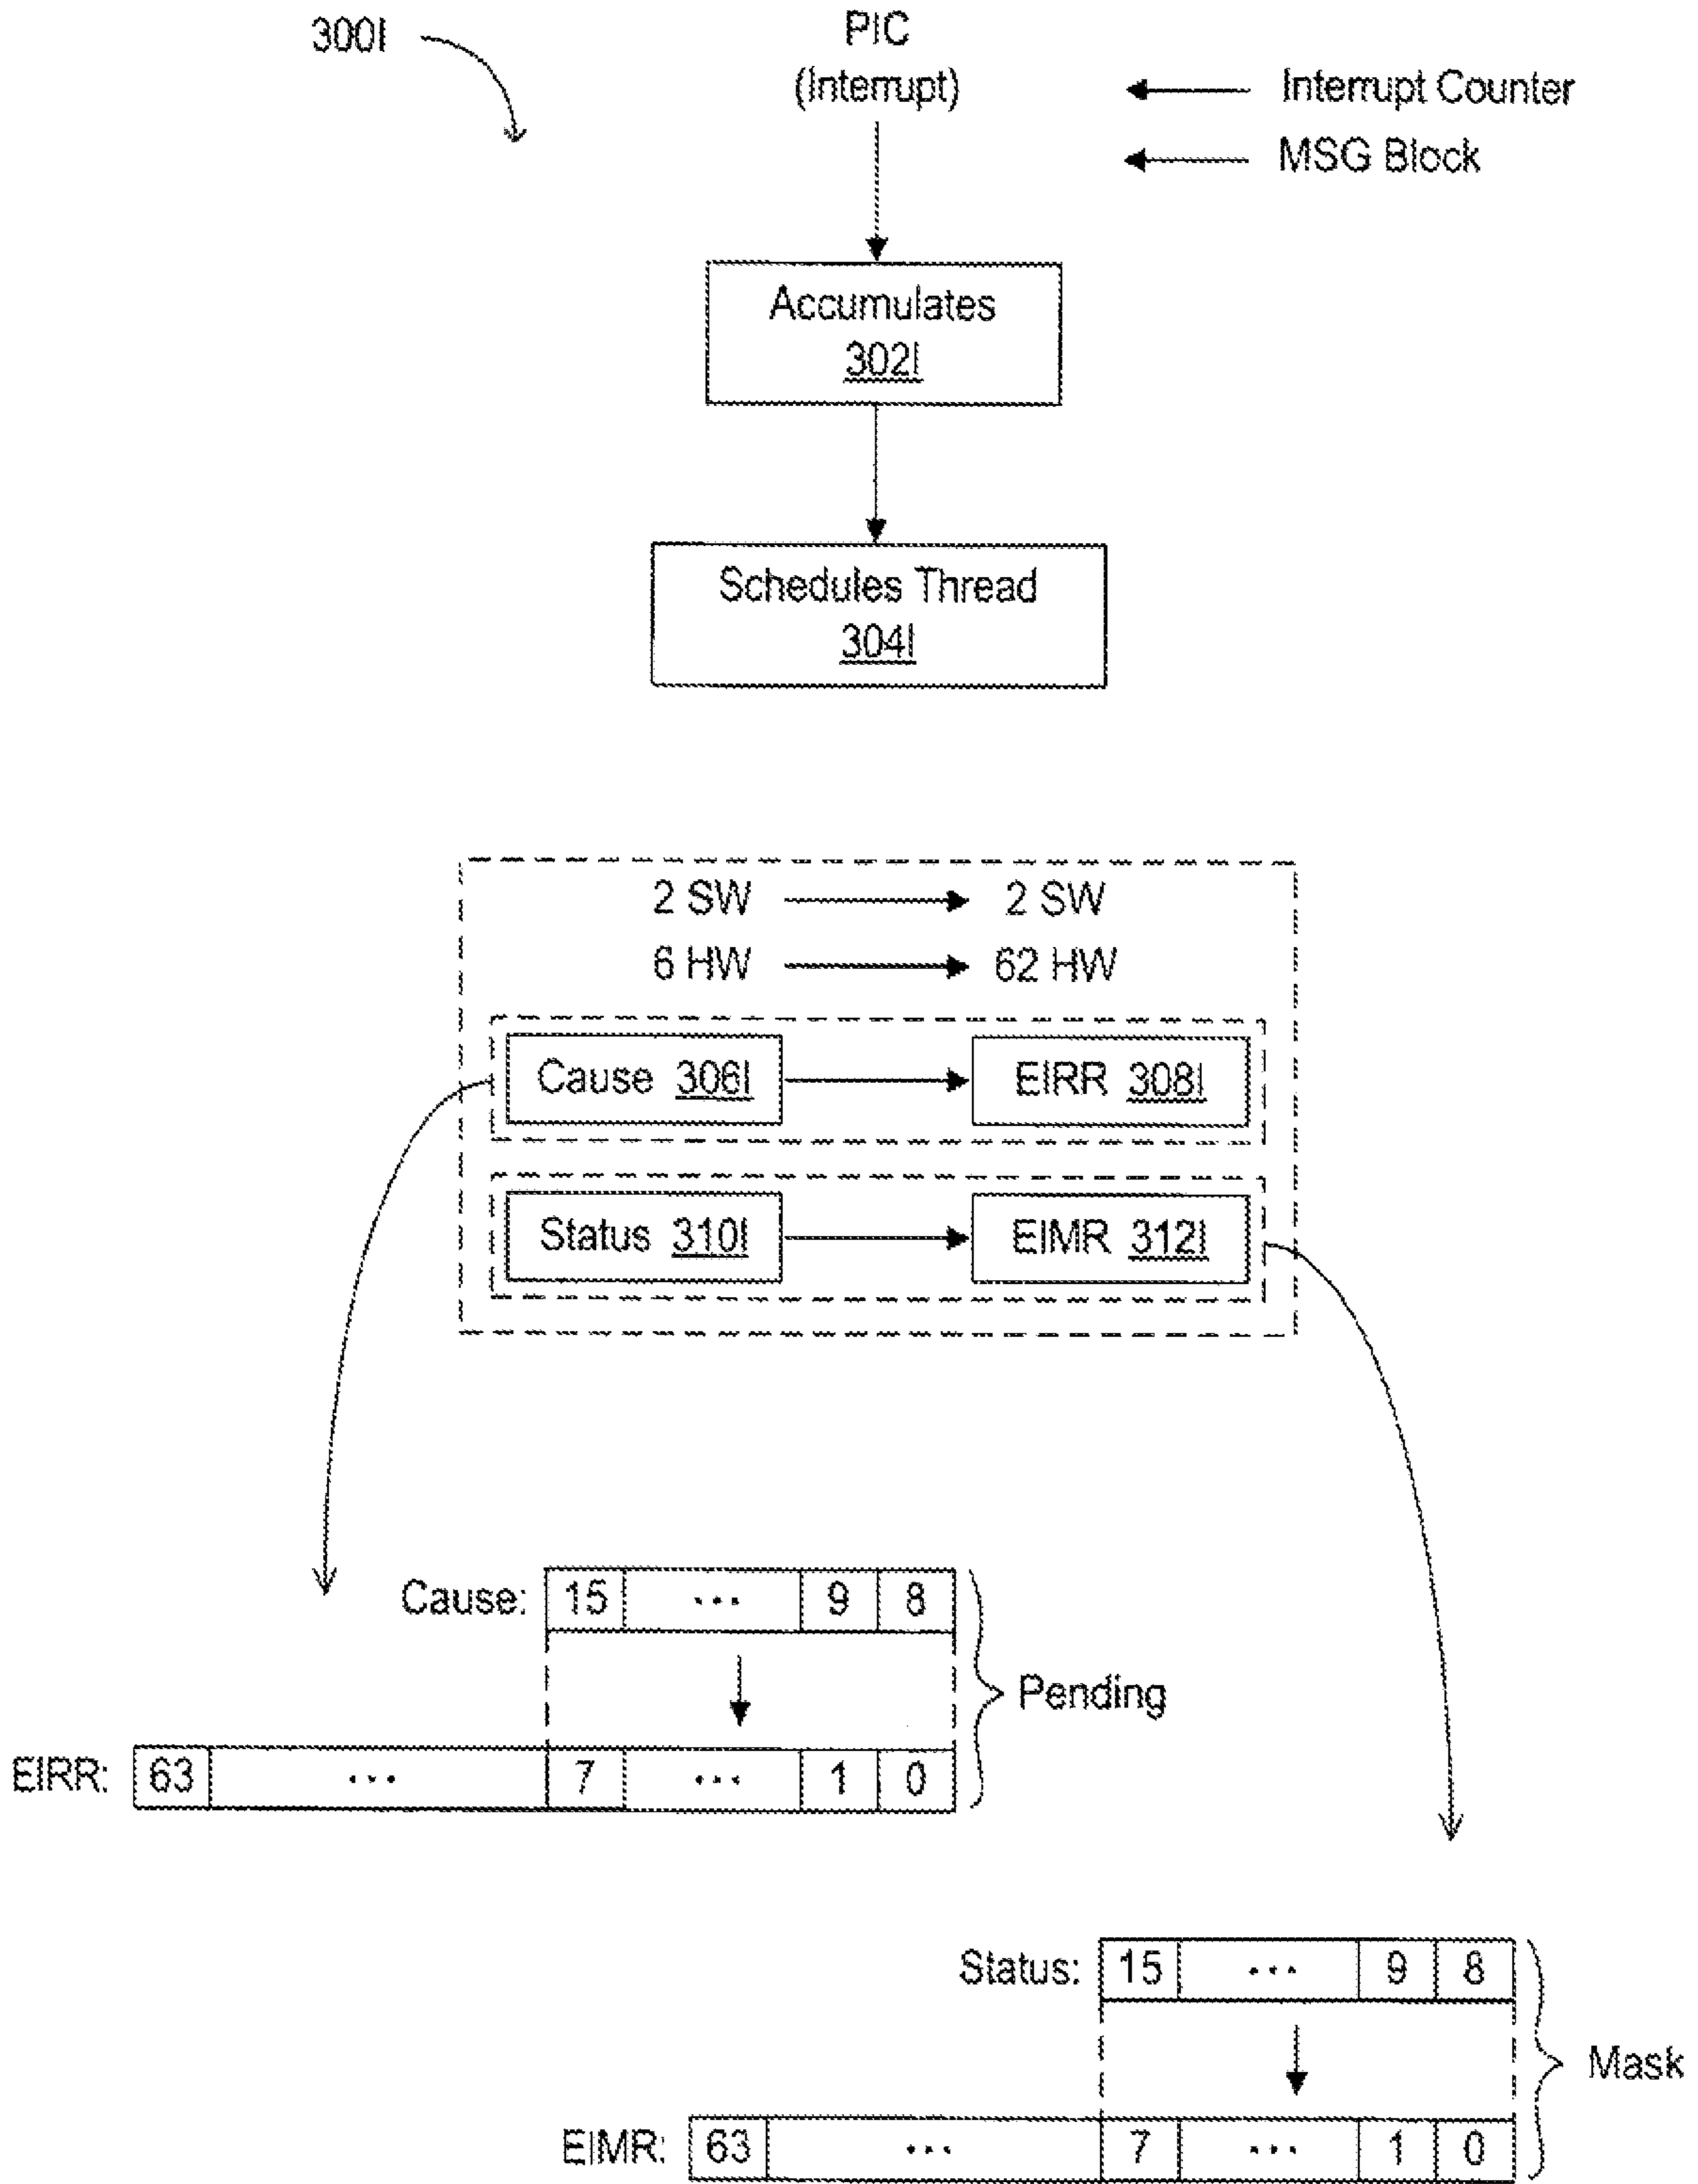 300I
PIC
(Interrupt)
Interrupt Counter
MSG Block
Accumulates
302I
Schedules Thread
304I
2 SW 2 SW
6 HW 62 HW
Cause 306I EIRR 308I
Status 310I EIMR 312I
Cause: 15 ... 9 8
Pending
EIRR: 63 ... 7 ... 1 0
Status: 15 ... 9 8
Mask
EIMR: 63 ... 7 ... 1 0